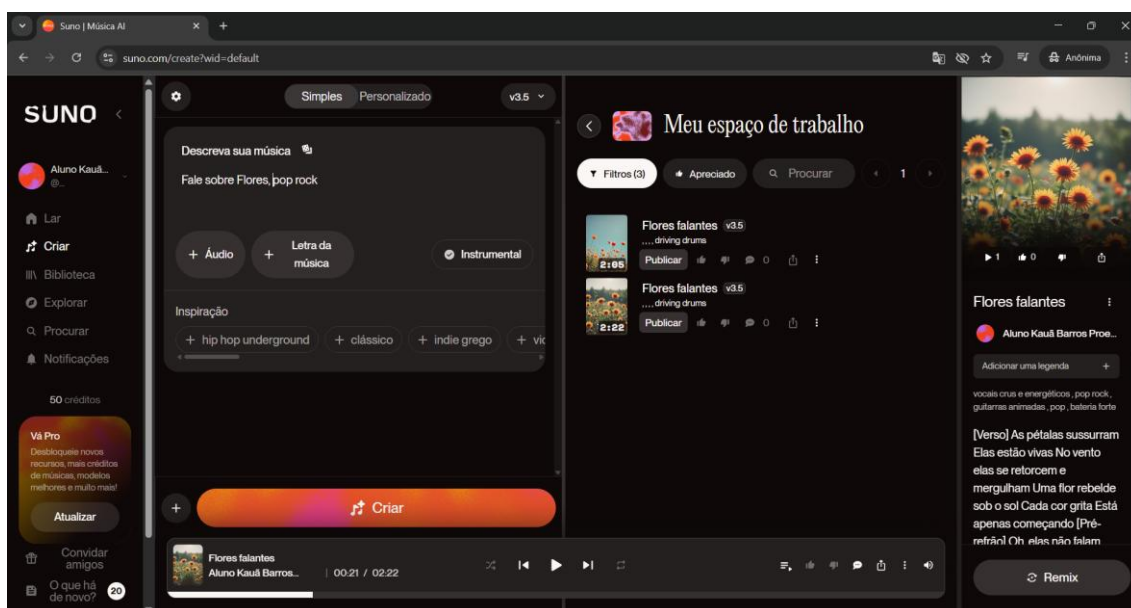 Suno | Música AI
suno.com/create?wid=default
Anônima
SUNO
Aluno Kauã...
@...
Lar
Criar
Biblioteca
Explorar
Procurar
Notificações
50 créditos
Vá Pro
Desbloqueie novos
recursos, mais créditos
de músicas, modelos
melhores e muito mais!
Atualizar
Convidar
amigos
O que há
de novo?
20
Simples Personalizado
v3.5
Descreva sua música
Fale sobre Flores, pop rock
+ Áudio
+ Letra da
música
Instrumental
Inspiração
+ hip hop underground
+ clássico
+ indie grego
+ vic
+ Criar
Meu espaço de trabalho
Filtros (3)
Apreciado
Procurar
1
Flores falantes v3.5
,,,, driving drums
2:05
Publicar
0
Flores falantes v3.5
,,,, driving drums
2:22
Publicar
0
1
0
Flores falantes
Aluno Kauã Barros Proe...
Adicionar uma legenda +
vocais crus e energéticos , pop rock ,
guitarras animadas , pop , bateria forte
[Verso] As pétalas sussurram
Elas estão vivas No vento
elas se retorcem e
mergulham Uma flor rebelde
sob o sol Cada cor grita Está
apenas começando [Pré-
refrão] Oh, elas não falam
Remix
Flores falantes
Aluno Kauã Barros...
00:21 / 02:22